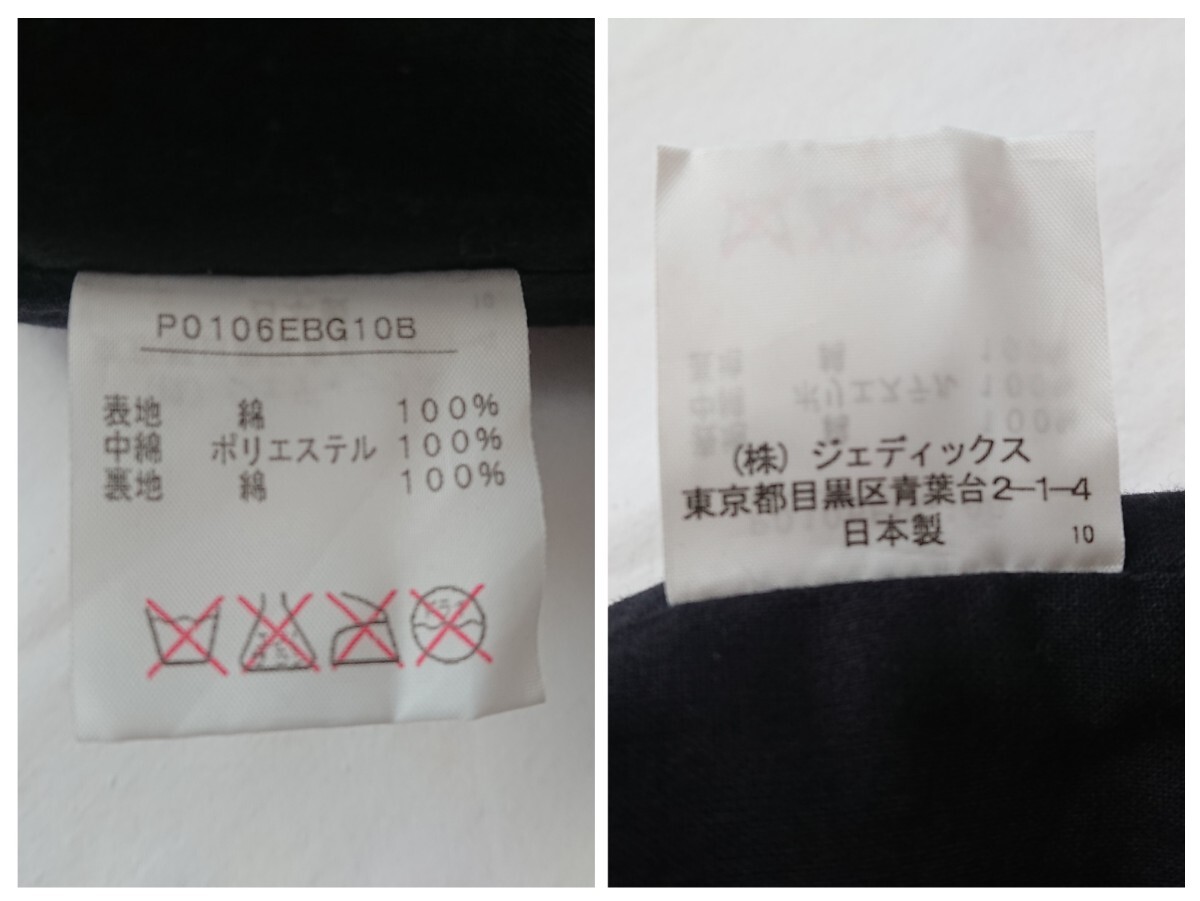 P0106EBG10B
表地 綿 100%
中綿 ポリエステル 100%
裏地 綿 100%
(株) ジェディックス
東京都目黒区青葉台2-1-4
日本製
10